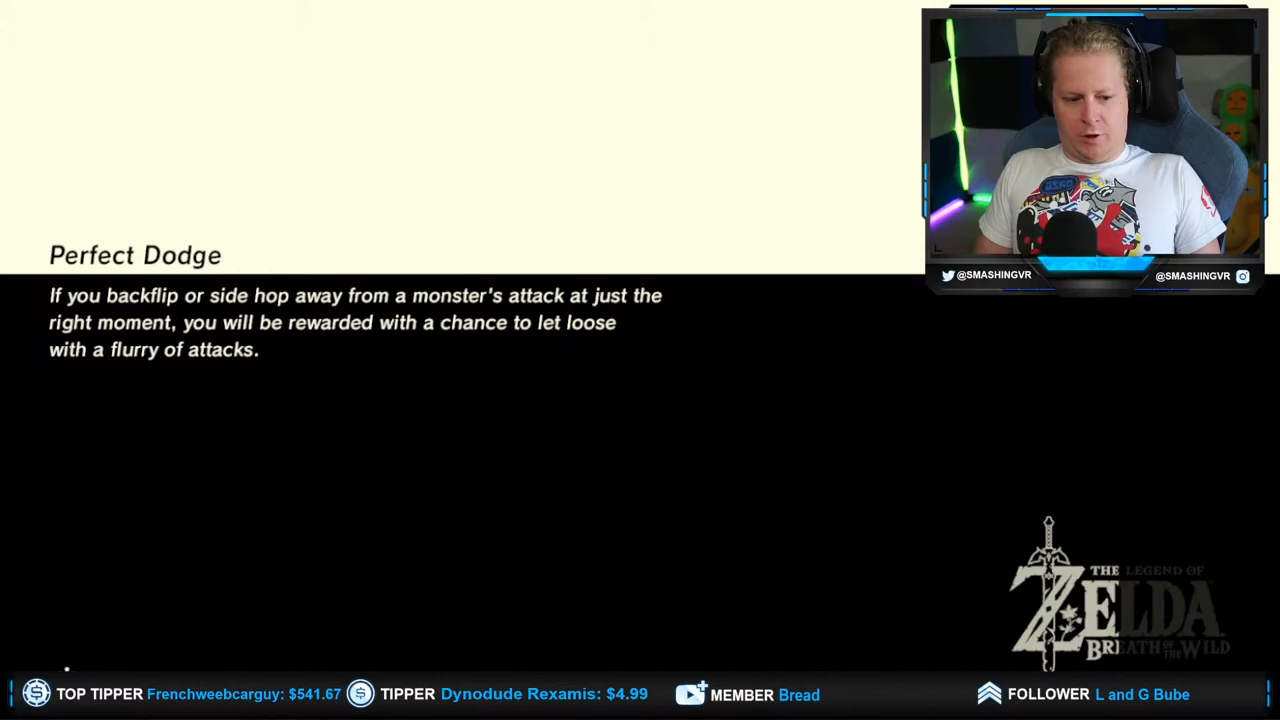 Perfect Dodge
If you backflip or side hop away from a monster's attack at just the
right moment, you will be rewarded with a chance to let loose
with a flurry of attacks.
@SMASHINGVR
@SMASHINGVR
THE LEGEND OF
ZELDA
BREATH OF THE WILD
TOP TIPPER Frenchweebcarguy: $541.67 TIPPER Dynodude Rexamis: $4.99 MEMBER Bread FOLLOWER L and G Bube